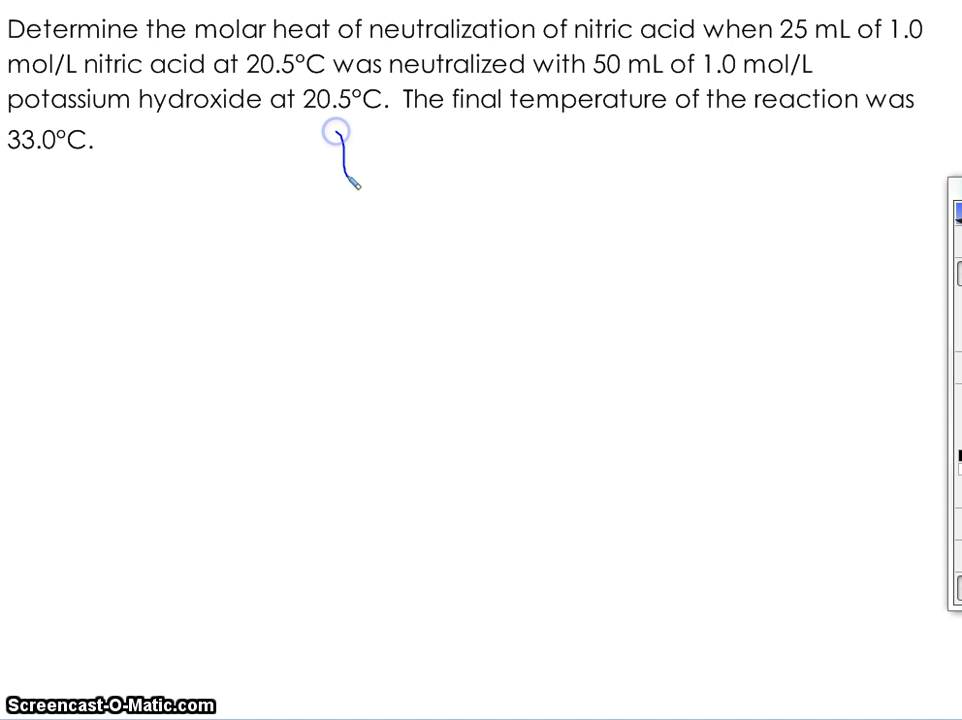 Determine the molar heat of neutralization of nitric acid when 25 mL of 1.0
mol/L nitric acid at 20.5°C was neutralized with 50 mL of 1.0 mol/L
potassium hydroxide at 20.5°C.  The final temperature of the reaction was
33.0°C.
Screencast-O-Matic.com